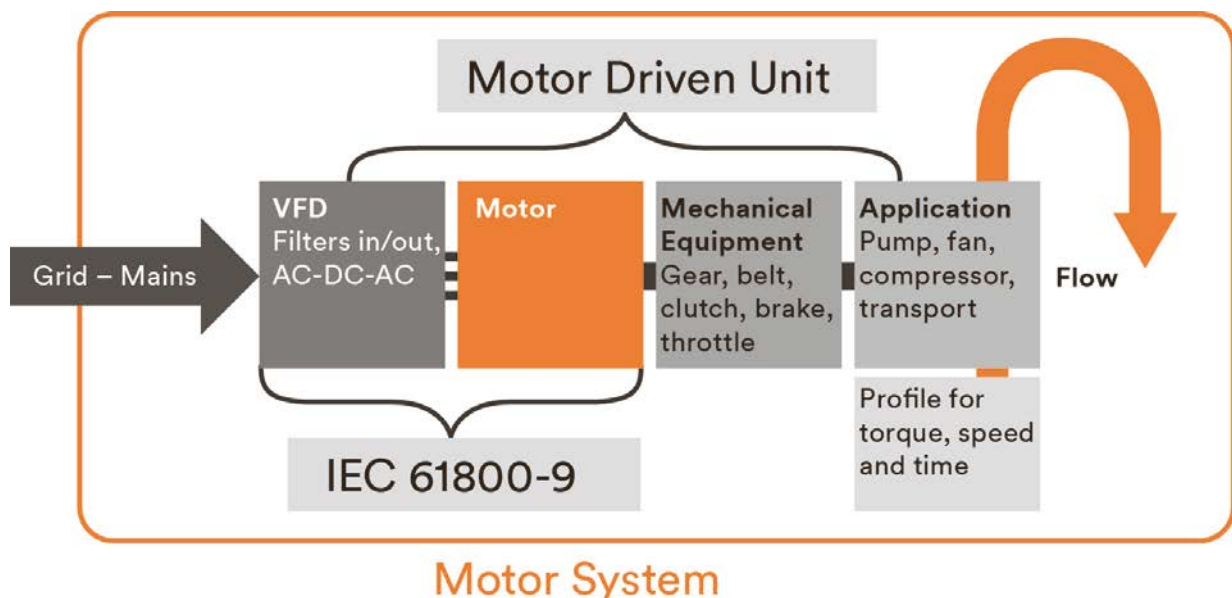 Motor Driven Unit
Grid – Mains
VFD
Filters in/out,
AC-DC-AC
Motor
Mechanical
Equipment
Gear, belt,
clutch, brake,
throttle
Application
Pump, fan,
compressor,
transport
Flow
Profile for
torque, speed
and time
IEC 61800-9
Motor System